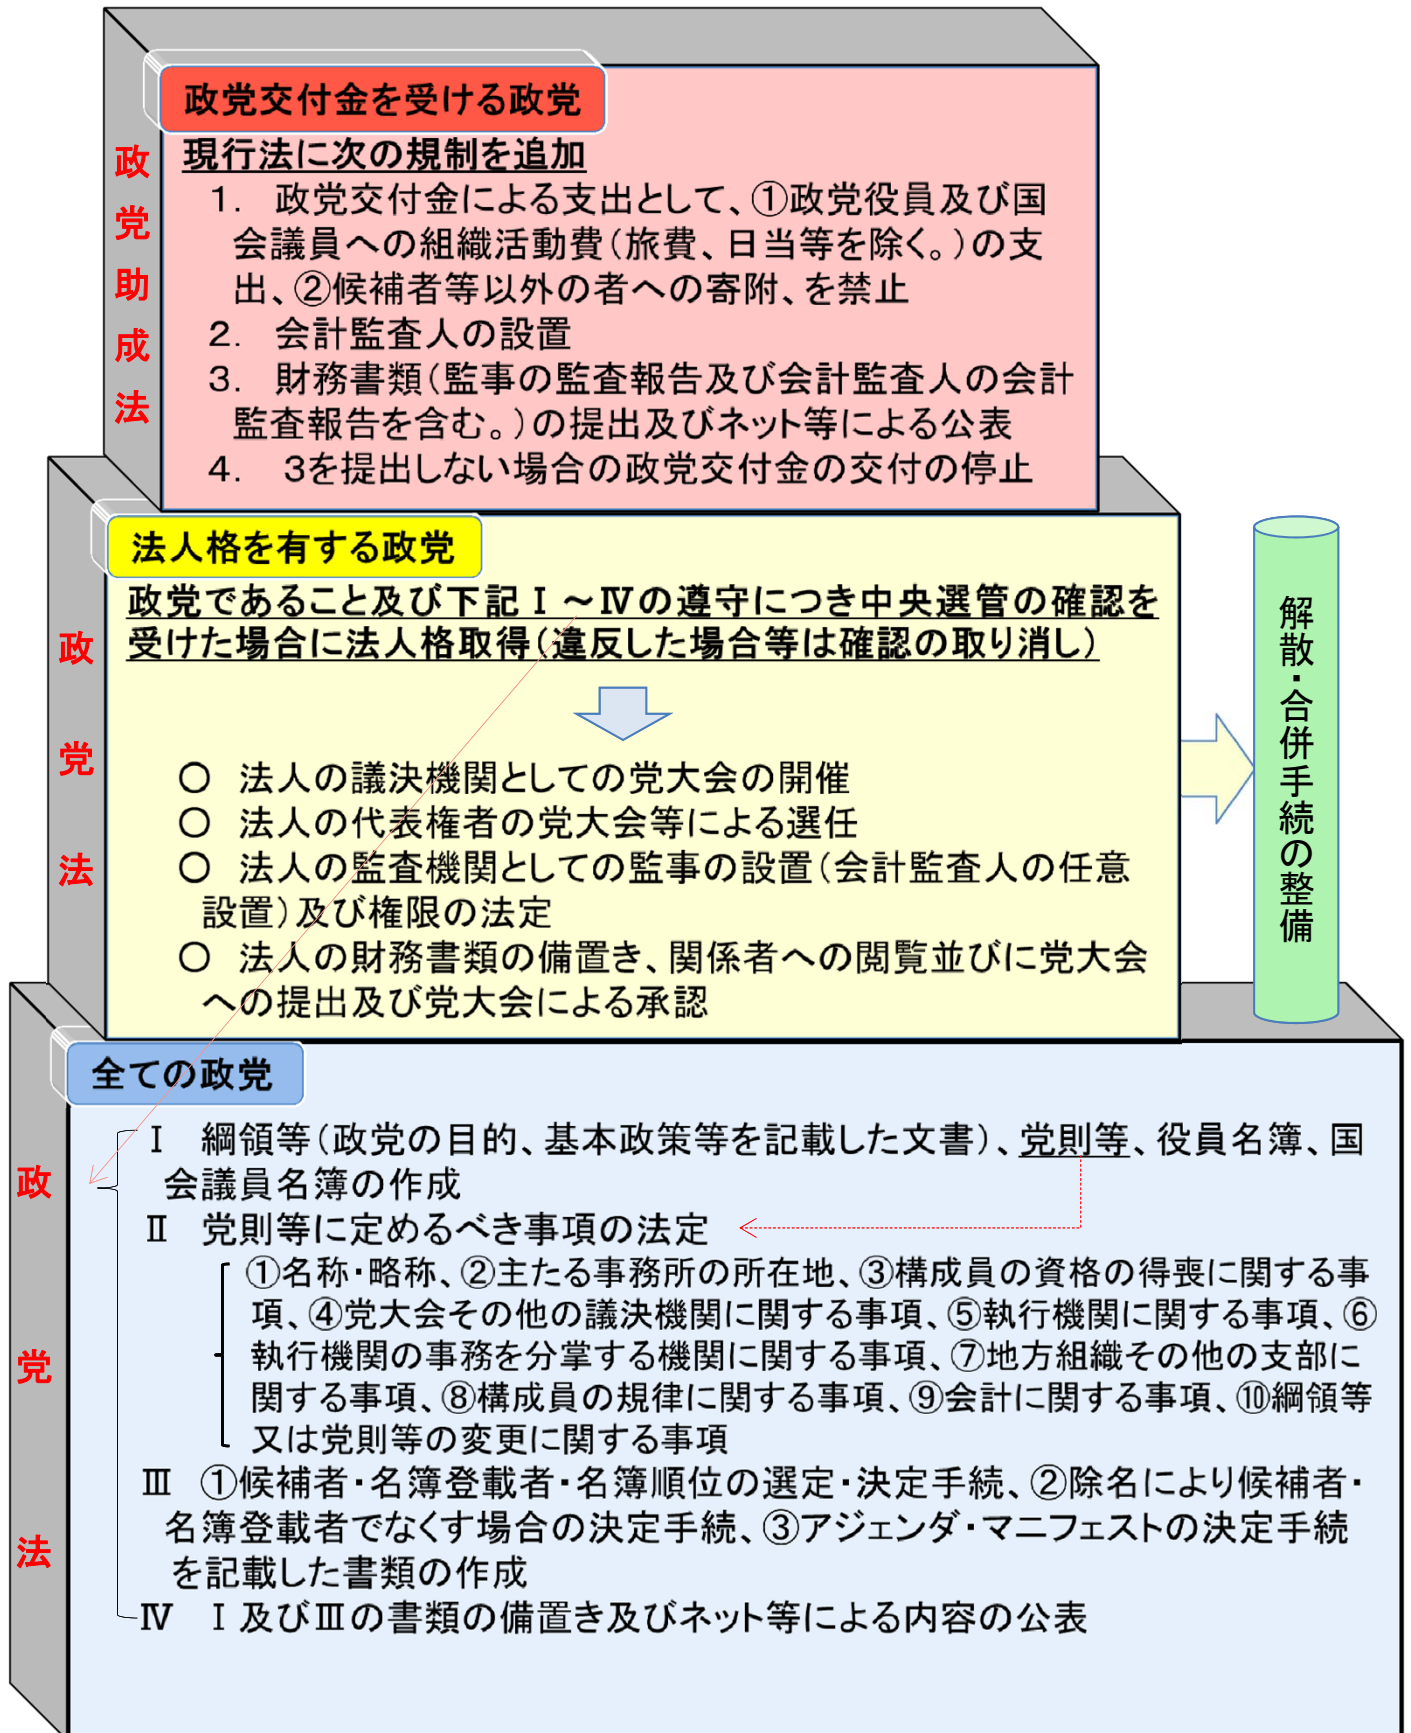 政党交付金を受ける政党
政党助成法
現行法に次の規制を追加
１．　政党交付金による支出として、①政党役員及び国
会議員への組織活動費（旅費、日当等を除く。）の支
出、②候補者等以外の者への寄附、を禁止
２．　会計監査人の設置
３．　財務書類（監事の監査報告及び会計監査人の会計
監査報告を含む。）の提出及びネット等による公表
４．　３を提出しない場合の政党交付金の交付の停止
法人格を有する政党
政党法
政党であること及び下記Ⅰ～Ⅳの遵守につき中央選管の確認を
受けた場合に法人格取得（違反した場合等は確認の取り消し）
○　法人の議決機関としての党大会の開催
○　法人の代表権者の党大会等による選任
○　法人の監査機関としての監事の設置（会計監査人の任意
設置）及び権限の法定
○　法人の財務書類の備置き、関係者への閲覧並びに党大会
への提出及び党大会による承認
解散・合併手続の整備
全ての政党
政党法
Ⅰ　綱領等（政党の目的、基本政策等を記載した文書）、党則等、役員名簿、国
会議員名簿の作成
Ⅱ　党則等に定めるべき事項の法定
①名称・略称、②主たる事務所の所在地、③構成員の資格の得喪に関する事
項、④党大会その他の議決機関に関する事項、⑤執行機関に関する事項、⑥
執行機関の事務を分掌する機関に関する事項、⑦地方組織その他の支部に
関する事項、⑧構成員の規律に関する事項、⑨会計に関する事項、⑩綱領等
又は党則等の変更に関する事項
Ⅲ　①候補者・名簿登載者・名簿順位の選定・決定手続、②除名により候補者・
名簿登載者でなくす場合の決定手続、③アジェンダ・マニフェストの決定手続
を記載した書類の作成
Ⅳ　Ⅰ及びⅢの書類の備置き及びネット等による内容の公表